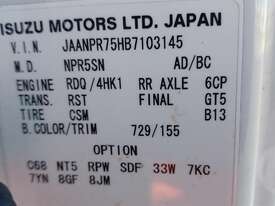 ISUZU MOTORS LTD. JAPAN
V.I.N. JAANPR75HB7103145
M.D. NPR5SN AD/BC
ENGINE RDQ/4HK1 RR AXLE 6CP
TRANS. RST FINAL GT5
TIRE CSM B13
B.COLOR/TRIM 729/155
OPTION
C68 NT5 RPW SDF 33W 7KC
7YN 8GF 8JM